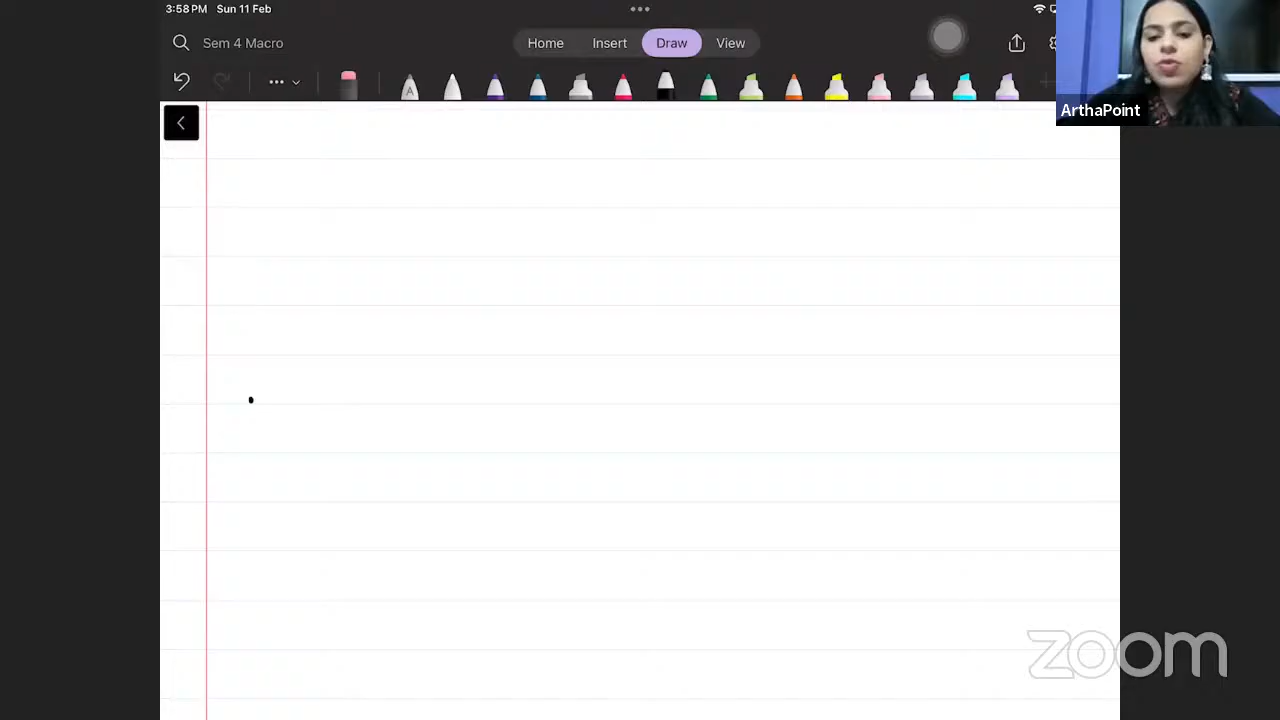 3:58 PM Sun 11 Feb
Sem 4 Macro
Home Insert Draw View
A
ArthaPoint
zoom